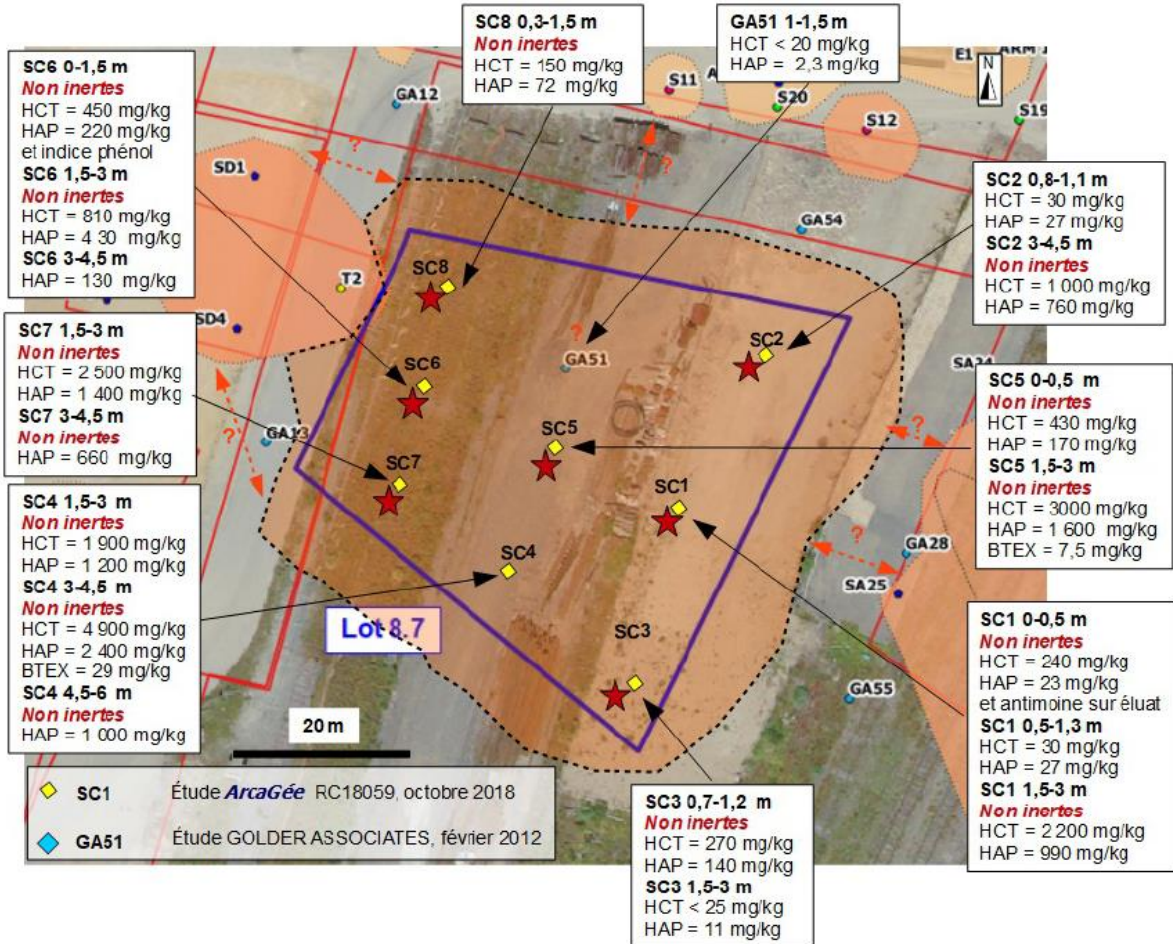 SC8 0,3-1,5 m
Non inertes
HCT = 150 mg/kg
HAP = 72 mg/kg
GA51 1-1,5 m
HCT < 20 mg/kg
HAP = 2,3 mg/kg
SC6 0-1,5 m
Non inertes
HCT = 450 mg/kg
HAP = 220 mg/kg
et indice phénol
SC6 1,5-3 m
Non inertes
HCT = 810 mg/kg
HAP = 430 mg/kg
SC6 3-4,5 m
HAP = 130 mg/kg
SC2 0,8-1,1 m
HCT = 30 mg/kg
HAP = 27 mg/kg
SC2 3-4,5 m
Non inertes
HCT = 1 000 mg/kg
HAP = 760 mg/kg
SC7 1,5-3 m
Non inertes
HCT = 2 500 mg/kg
HAP = 1 400 mg/kg
SC7 3-4,5 m
Non inertes
HAP = 660 mg/kg
SC5 0-0,5 m
Non inertes
HCT = 430 mg/kg
HAP = 170 mg/kg
SC5 1,5-3 m
Non inertes
HCT = 3000 mg/kg
HAP = 1 600 mg/kg
BTEX = 7,5 mg/kg
SC4 1,5-3 m
Non inertes
HCT = 1 900 mg/kg
HAP = 1 200 mg/kg
SC4 3-4,5 m
Non inertes
HCT = 4 900 mg/kg
HAP = 2 400 mg/kg
BTEX = 29 mg/kg
SC4 4,5-6 m
Non inertes
HAP = 1 000 mg/kg
SC1 0-0,5 m
Non inertes
HCT = 240 mg/kg
HAP = 23 mg/kg
et antimoine sur éluat
SC1 0,5-1,3 m
HCT = 30 mg/kg
HAP = 27 mg/kg
SC1 1,5-3 m
Non inertes
HCT = 2 200 mg/kg
HAP = 990 mg/kg
SC3 0,7-1,2 m
Non inertes
HCT = 270 mg/kg
HAP = 140 mg/kg
SC3 1,5-3 m
HCT < 25 mg/kg
HAP = 11 mg/kg
E1
N
GA12
S11
S20
S12
S19
?
?
SD1
GA54
T2
SC8
SD4
?
GA51
SC2
SC6
?
GA13
SC5
?
SC7
SC1
?
GA28
SC4
SA25
Lot 8.7
SC3
GA55
20 m
SC1 Étude ArcaGée RC18059, octobre 2018
GA51 Étude GOLDER ASSOCIATES, février 2012